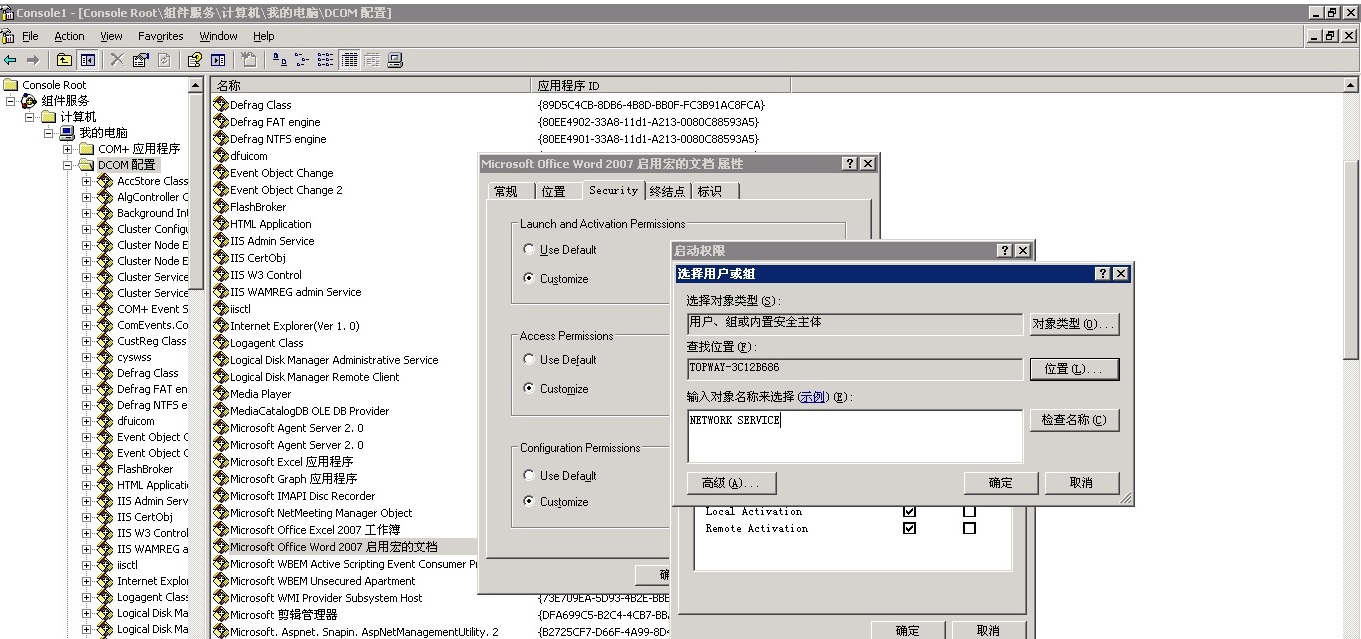 Console1 - [Console Root\组件服务\计算机\我的电脑\DCOM 配置]
File Action View Favorites Window Help
Console Root
组件服务
计算机
我的电脑
COM+ 应用程序
DCOM 配置
AccStore Class
AlgController C
Background Int
Cluster Configu
Cluster Node E
Cluster Node E
Cluster Service
Cluster Service
COM+ Event S
ComEvents.Co
CustReg Class
cyswss
Defrag Class
Defrag FAT en
Defrag NTFS e
dfuicom
Event Object C
Event Object C
FlashBroker
HTML Applicati
IIS Admin Serv
IIS CertObj
IIS W3 Control
IIS WAMREG a
iisctl
Internet Explo
Logagent Class
Logical Disk Ma
Logical Disk Ma
名称 应用程序 ID
Defrag Class {89D5C4CB-8DB6-4B8D-BB0F-FC3B91AC8FCA}
Defrag FAT engine {80EE4902-33A8-11d1-A213-0080C88593A5}
Defrag NTFS engine {80EE4901-33A8-11d1-A213-0080C88593A5}
dfuicom
Event Object Change
Event Object Change 2
FlashBroker
HTML Application
IIS Admin Service
IIS CertObj
IIS W3 Control
IIS WAMREG admin Service
iisctl
Internet Explorer(Ver 1.0)
Logagent Class
Logical Disk Manager Administrative Service
Logical Disk Manager Remote Client
Media Player
MediaCatalogDB OLE DB Provider
Microsoft Agent Server 2.0
Microsoft Agent Server 2.0
Microsoft Excel 应用程序
Microsoft Graph 应用程序
Microsoft IMAPI Disc Recorder
Microsoft NetMeeting Manager Object
Microsoft Office Excel 2007 工作簿
Microsoft Office Word 2007 启用宏的文档
Microsoft WBEM Active Scripting Event Consumer Pr
Microsoft WBEM Unsecured Apartment
Microsoft WMI Provider Subsystem Host {73E709EA-5D93-4B2E-BBB
Microsoft 剪辑管理器 {DFA699C5-B2C4-4CB7-BB
Microsoft.Aspnet.Snapin.AspNetManagementUtility.2 {B2725CF7-D66F-4A99-8D4
Microsoft Office Word 2007 启用宏的文档 属性
常规 位置 Security 终结点 标识
Launch and Activation Permissions
Use Default
Customize
Access Permissions
Use Default
Customize
Configuration Permissions
Use Default
Customize
启动权限
选择用户或组
选择对象类型(S):
用户、组或内置安全主体 对象类型(O)...
查找位置(F):
TOPWAY-3C12B686 位置(L)...
输入对象名称来选择(示例)(E):
NETWORK SERVICE 检查名称(C)
高级(A)... 确定 取消
Local Activation
Remote Activation
确定 取消